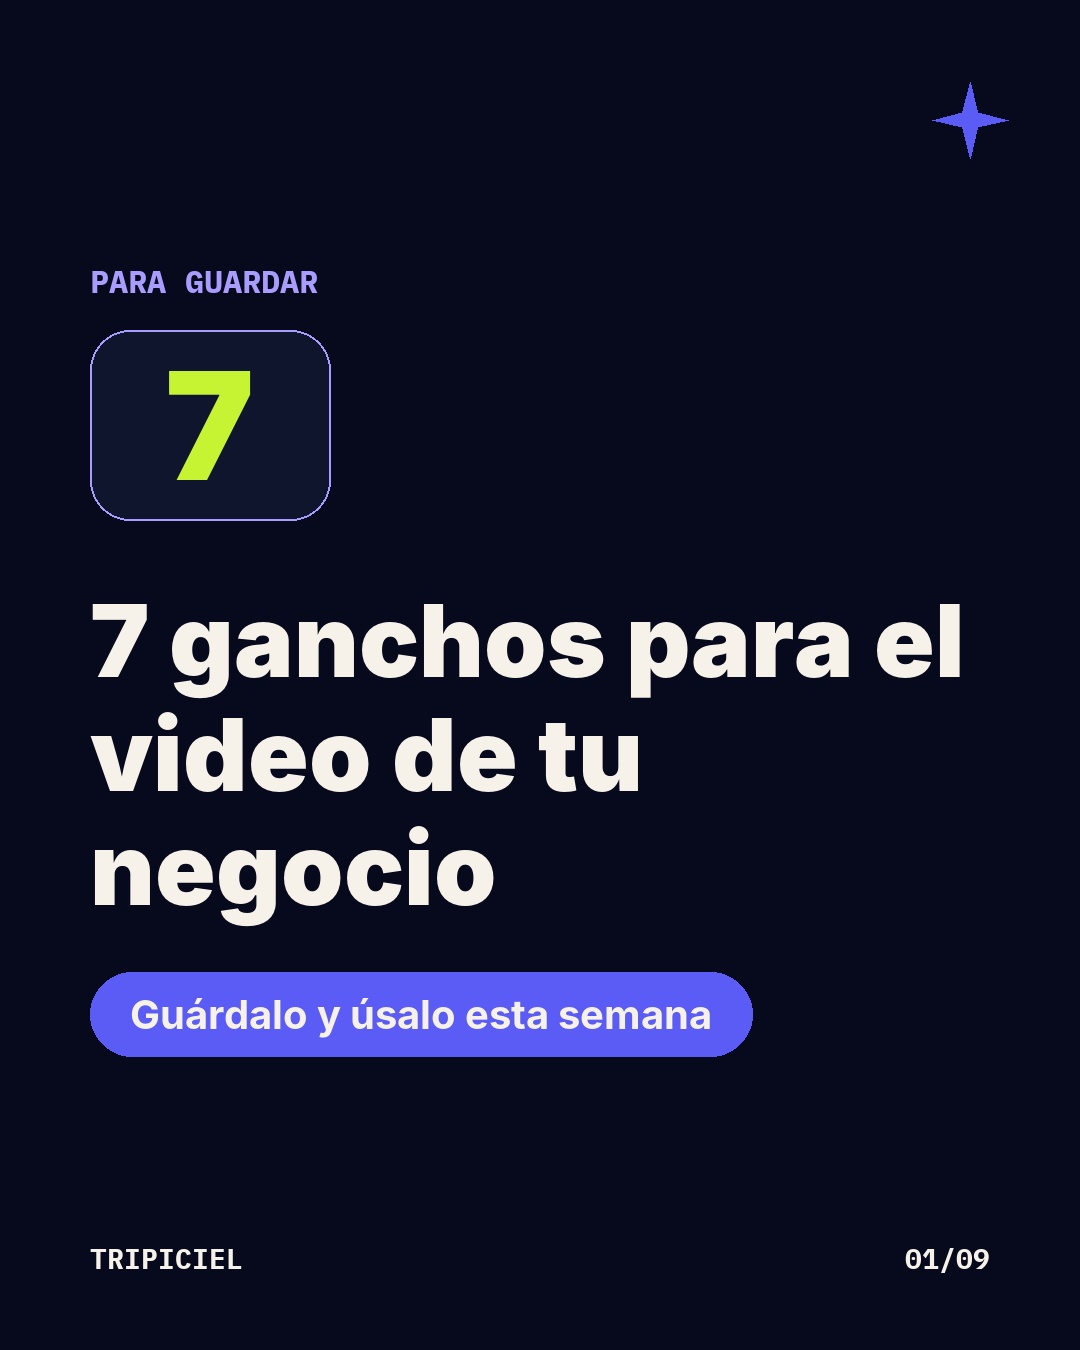 PARA GUARDAR
7
7 ganchos para el
video de tu
negocio
Guárdalo y úsalo esta semana
TRIPICIEL
01/09